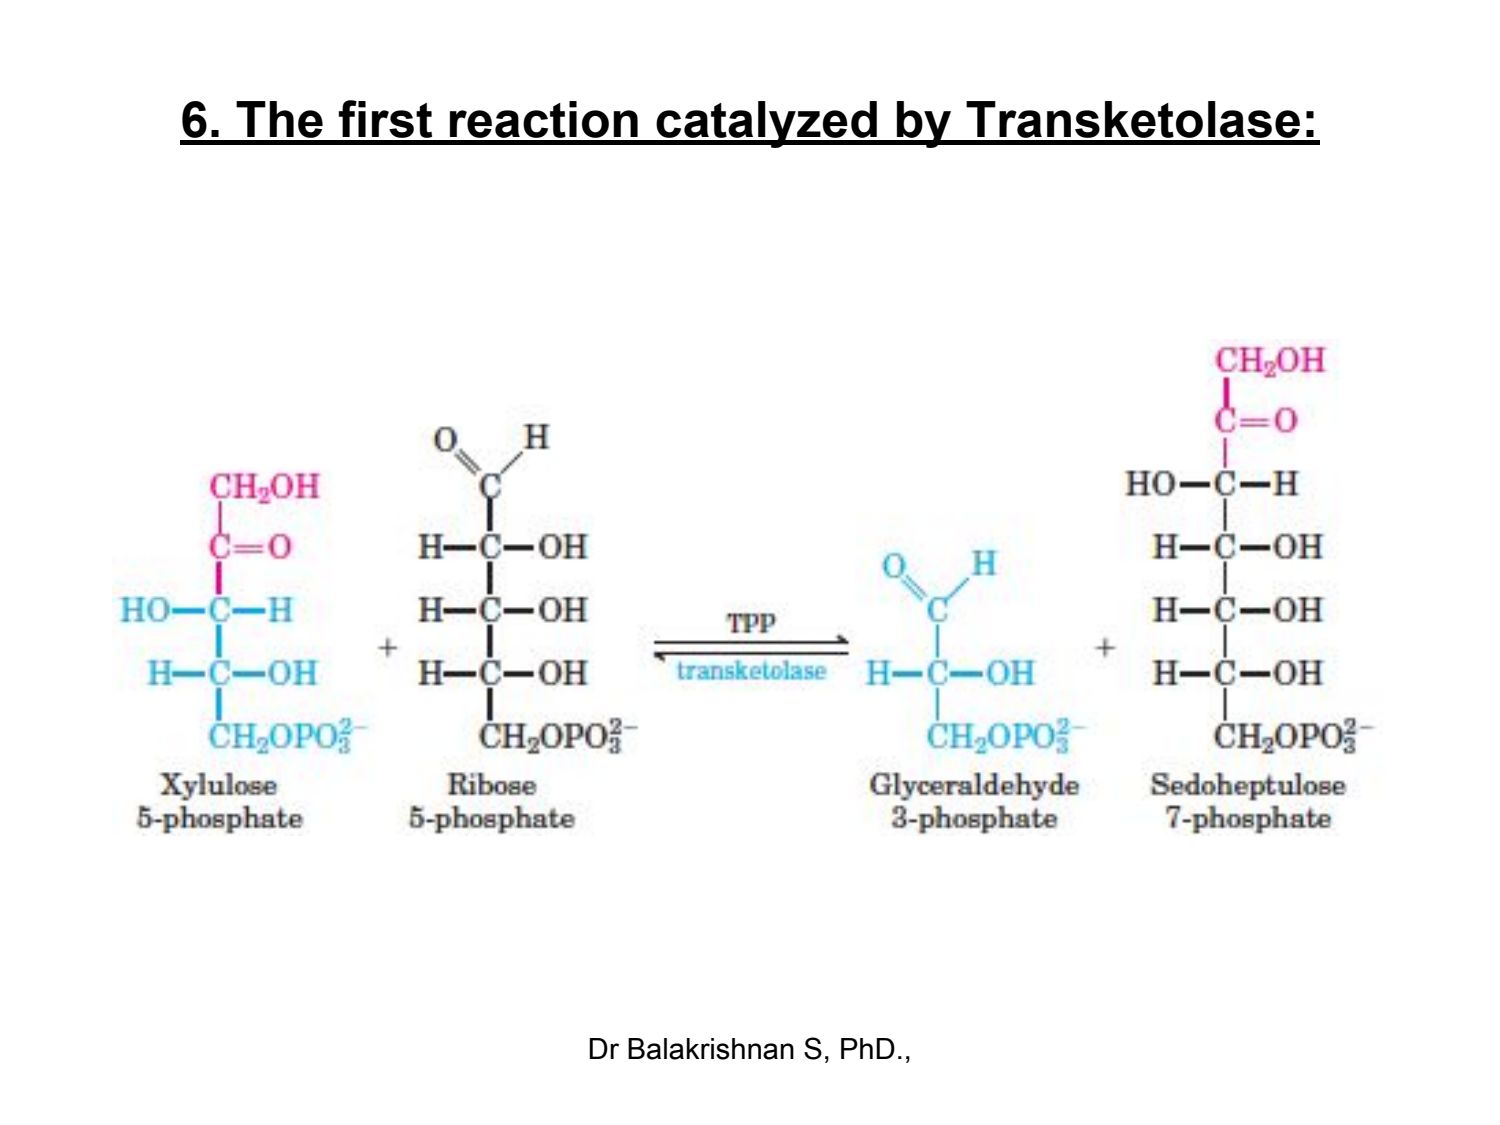 6. The first reaction catalyzed by Transketolase:
CH₂OH
C=O
HO—C—H
H—C—OH
CH₂OPO₃²⁻
Xylulose
5-phosphate
+
O H
C
H—C—OH
H—C—OH
H—C—OH
CH₂OPO₃²⁻
Ribose
5-phosphate
TPP
transketolase
O H
C
H—C—OH
CH₂OPO₃²⁻
Glyceraldehyde
3-phosphate
+
CH₂OH
C=O
HO—C—H
H—C—OH
H—C—OH
H—C—OH
CH₂OPO₃²⁻
Sedoheptulose
7-phosphate
Dr Balakrishnan S, PhD.,